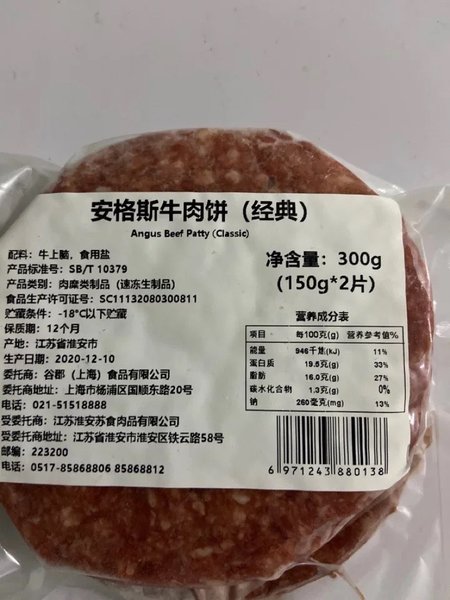 安格斯牛肉饼（经典）
Angus Beef Patty (Classic)
配料：牛上脑，食用盐
产品标准号：SB/T 10379
产品类别：肉糜类制品（速冻生制品）
食品生产许可证号：SC11132080300811
贮藏条件：-18℃以下贮藏
保质期：12个月
产地：江苏省淮安市
生产日期：2020-12-10
委托商：谷郡（上海）食品有限公司
委托商地址：上海市杨浦区国顺东路20号
电话：021-51518888
受委托商：江苏淮安苏食肉品有限公司
受委托商地址：江苏省淮安市淮安区铁云路58号
邮编：223200
电话：0517-85868806 85868812
净含量：300g
(150g*2片)
营养成分表
项目 每100克(g) 营养参考值%
能量 946千焦(kJ) 11%
蛋白质 19.5克(g) 33%
脂肪 16.0克(g) 27%
碳水化合物 1.3克(g) 0%
钠 260毫克(mg) 13%
6 971243 880138